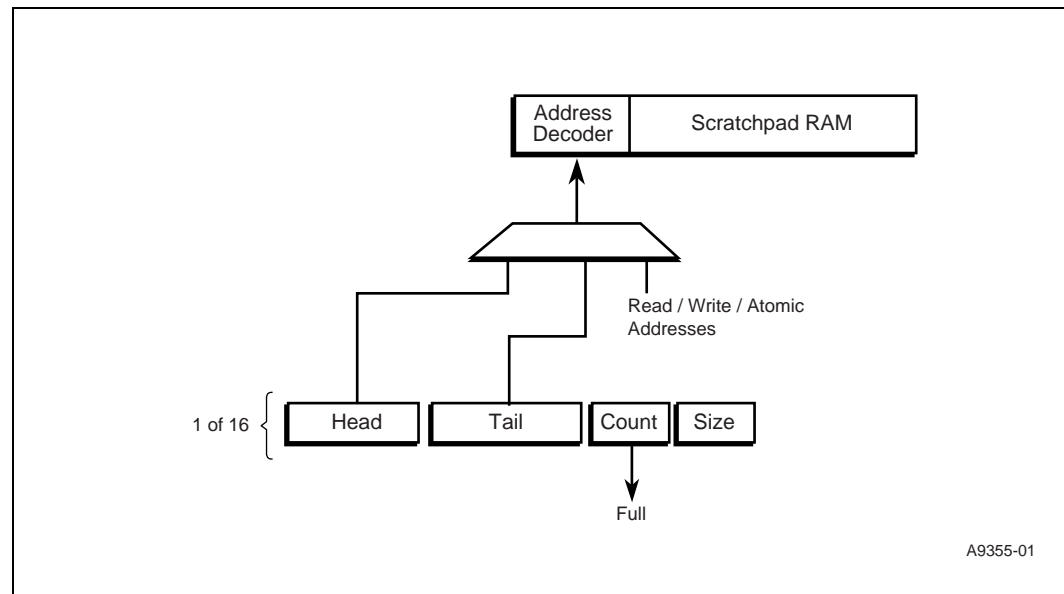 Address
Decoder
Scratchpad RAM
Read / Write / Atomic
Addresses
1 of 16
Head
Tail
Count
Size
Full
A9355-01